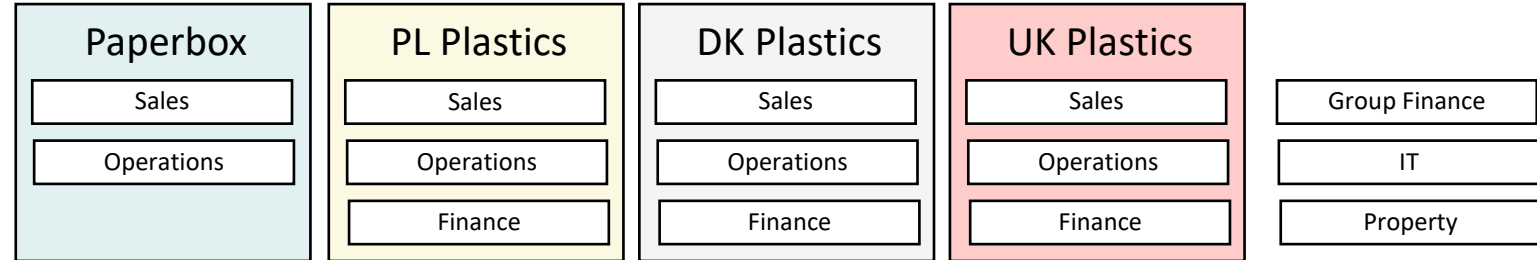 Paperbox
Sales
Operations
PL Plastics
Sales
Operations
Finance
DK Plastics
Sales
Operations
Finance
UK Plastics
Sales
Operations
Finance
Group Finance
IT
Property